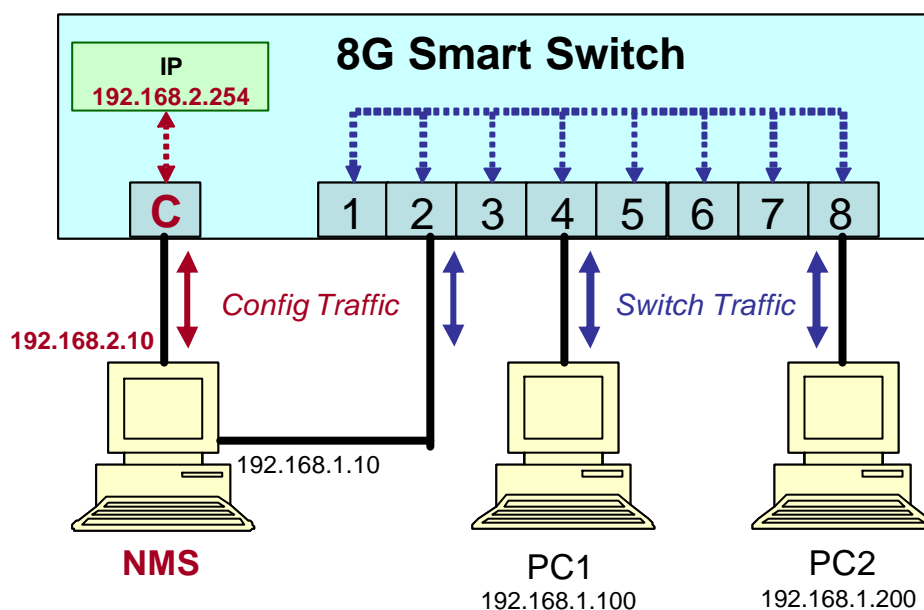 8G Smart Switch
IP
192.168.2.254
C
1 2 3 4 5 6 7 8
Config Traffic
Switch Traffic
192.168.2.10
192.168.1.10
NMS
PC1
192.168.1.100
PC2
192.168.1.200